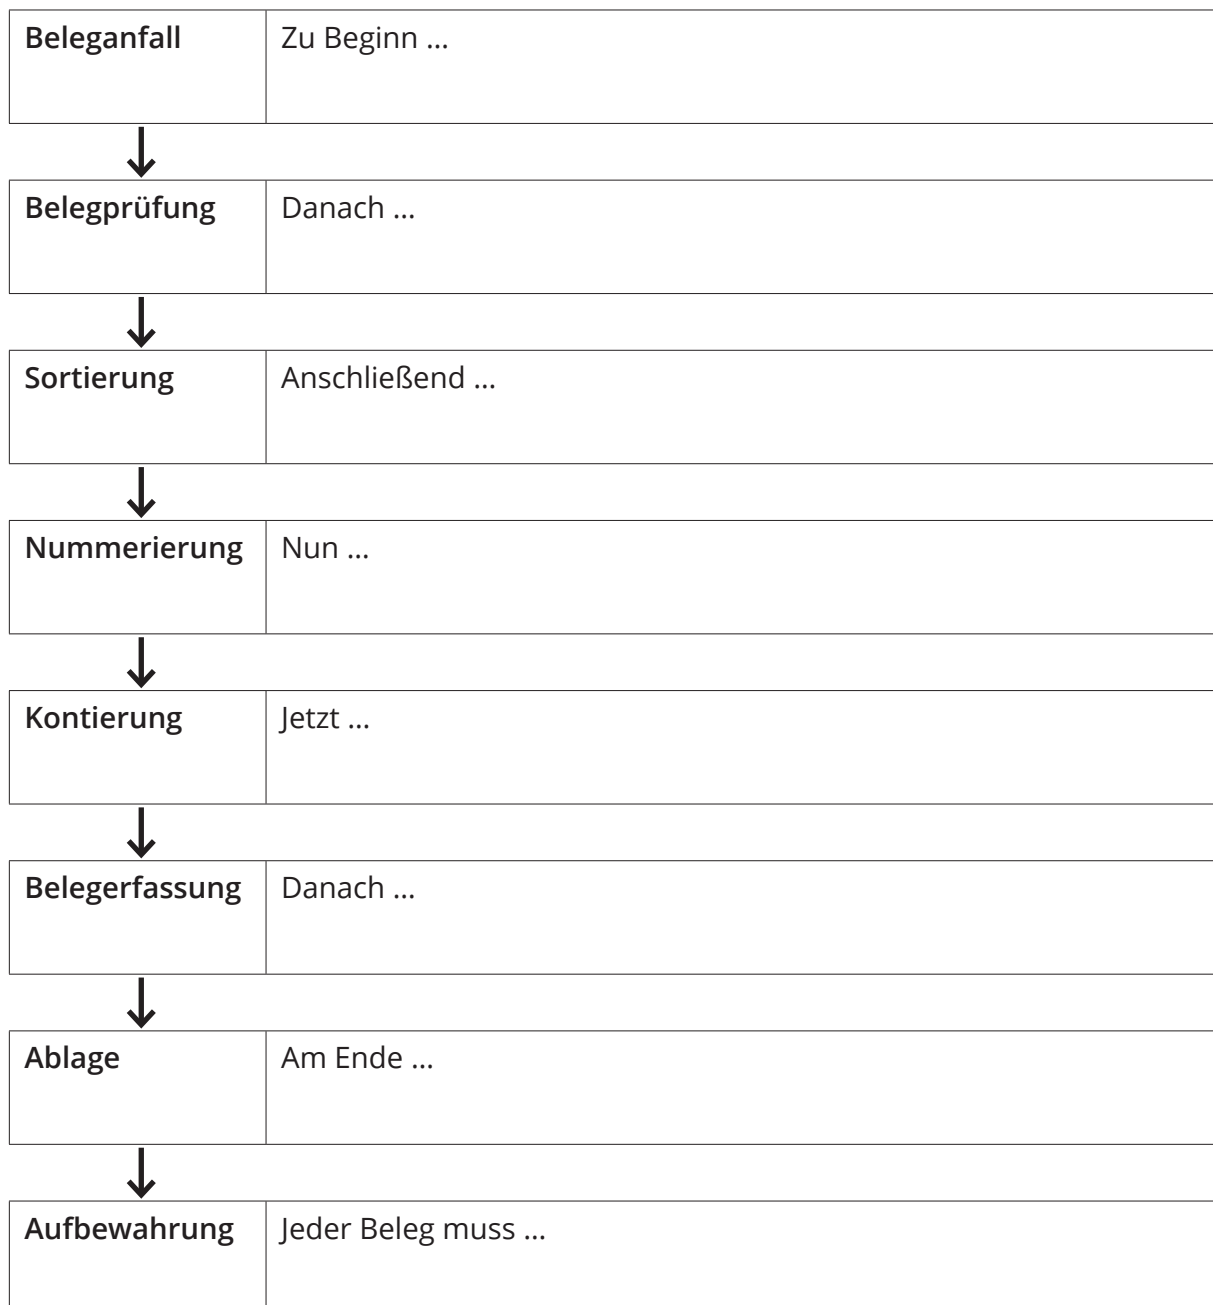 Beleganfall
Zu Beginn …
Belegprüfung
Danach …
Sortierung
Anschließend …
Nummerierung
Nun …
Kontierung
Jetzt …
Belegerfassung
Danach …
Ablage
Am Ende …
Aufbewahrung
Jeder Beleg muss …